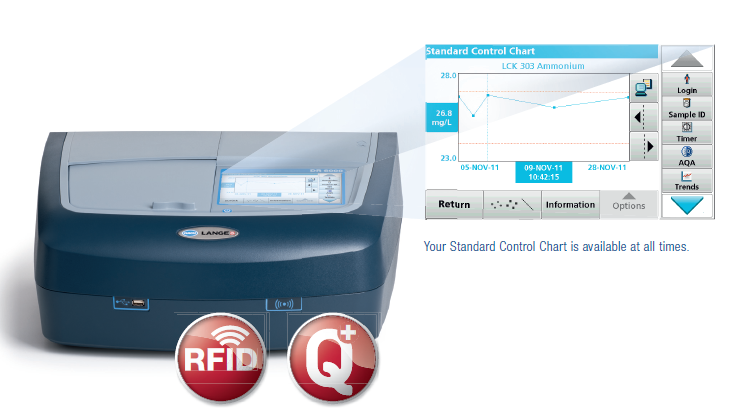 Standard Control Chart
LCK 303 Ammonium
28.0
26.8
mg/L
23.0
05-NOV-11
09-NOV-11
10:42:15
28-NOV-11
Return
Information
Options
Login
Sample ID
Timer
AQA
Trends
Your Standard Control Chart is available at all times.
HACH
LANGE
RFID
Q+